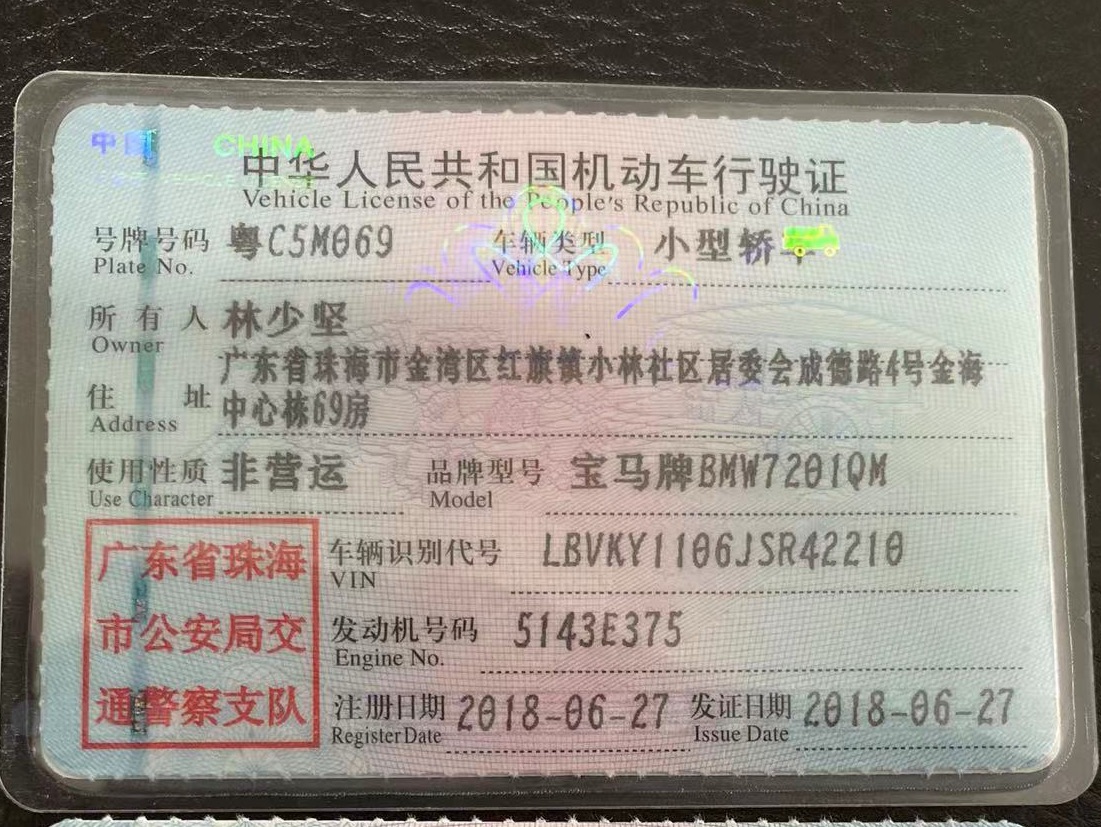 中国 CHINA
中华人民共和国机动车行驶证
Vehicle License of the People's Republic of China
号牌号码 粤C5M069 车辆类型 小型轿车
Plate No. Vehicle Type
所有人 林少坚
Owner
广东省珠海市金湾区红旗镇小林社区居委会成德路4号金海
住址 中心栋69房
Address
使用性质 非营运 品牌型号 宝马牌BMW7201QM
Use Character Model
广东省珠海 车辆识别代号 LBVKY1106JSR42210
VIN
市公安局交 发动机号码 5143E375
Engine No.
通警察支队 注册日期 2018-06-27 发证日期 2018-06-27
Register Date Issue Date